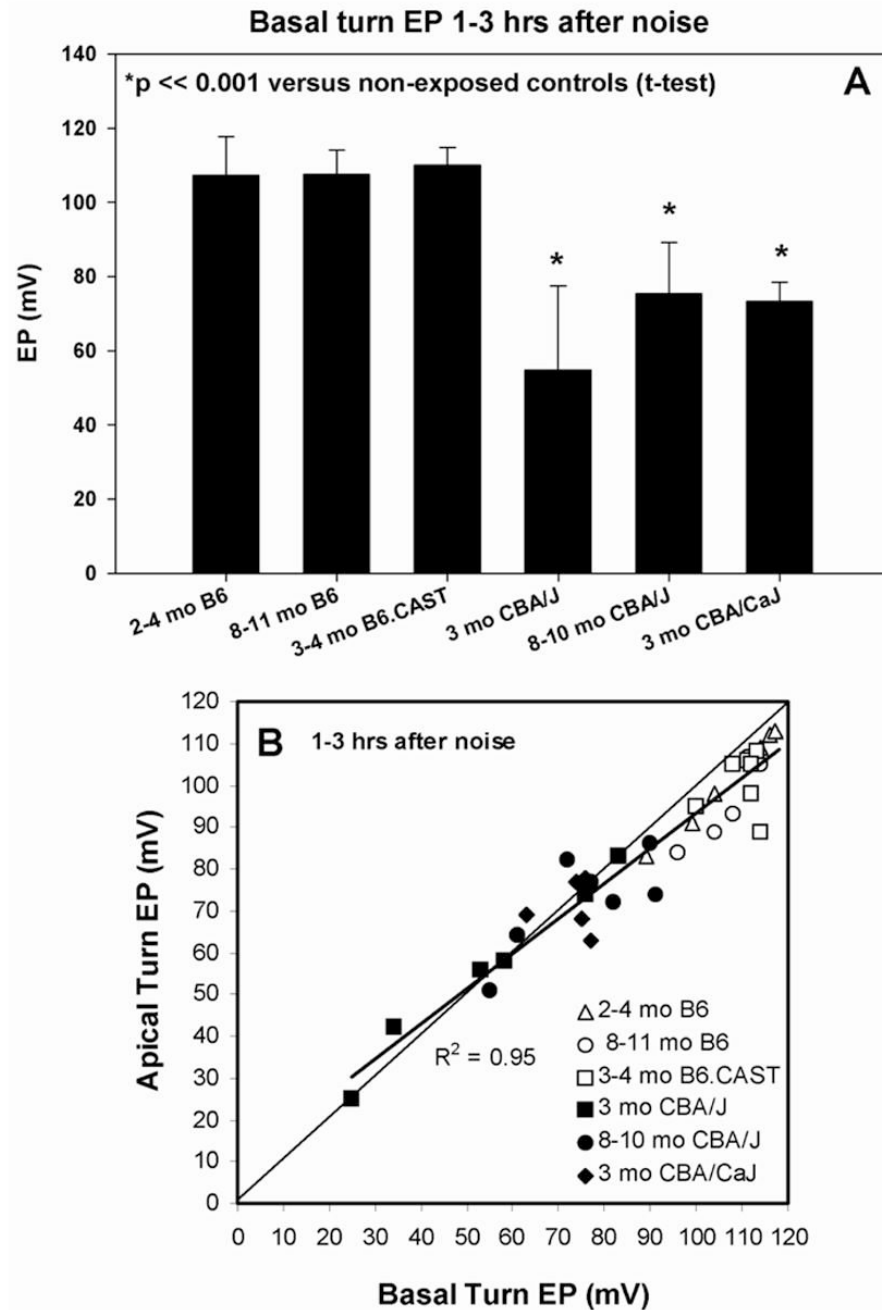 Basal turn EP 1-3 hrs after noise
*p << 0.001 versus non-exposed controls (t-test)
A
140
120
100
80
60
40
20
0
EP (mV)
*
*
*
2-4 mo B6
8-11 mo B6
3-4 mo B6.CAST
3 mo CBA/J
8-10 mo CBA/J
3 mo CBA/CaJ
B 1-3 hrs after noise
120
110
100
90
80
70
60
50
40
30
20
10
0
Apical Turn EP (mV)
R² = 0.95
2-4 mo B6
8-11 mo B6
3-4 mo B6.CAST
3 mo CBA/J
8-10 mo CBA/J
3 mo CBA/CaJ
0 10 20 30 40 50 60 70 80 90 100 110 120
Basal Turn EP (mV)